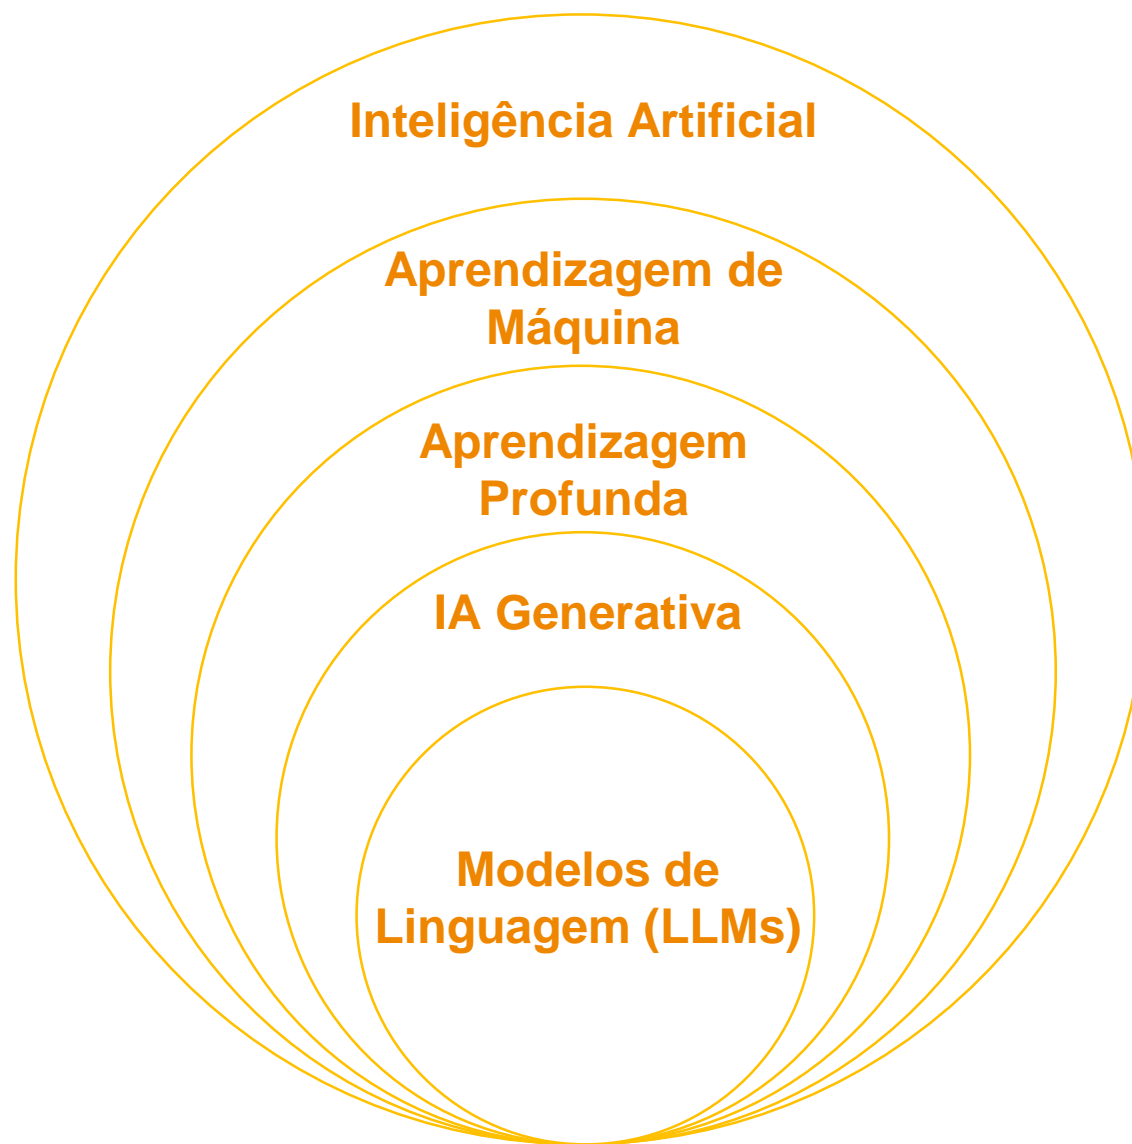 Inteligência Artificial
Aprendizagem de
Máquina
Aprendizagem
Profunda
IA Generativa
Modelos de
Linguagem (LLMs)